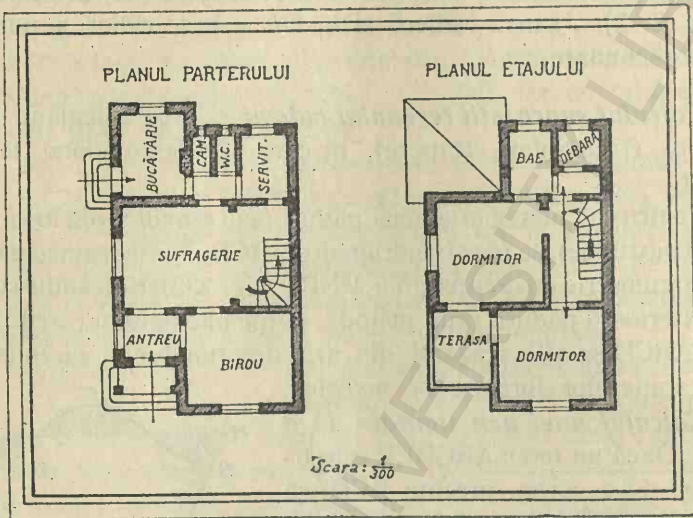 PLANUL PARTERULUI
BUCĂTĂRIE
CAM.
W.C.
SERVIT.
SUFRAGERIE
ANTREU
BIROU
PLANUL ETAJULUI
BAE
DEBARA
DORMITOR
TERASA
DORMITOR
Scara: 1/300